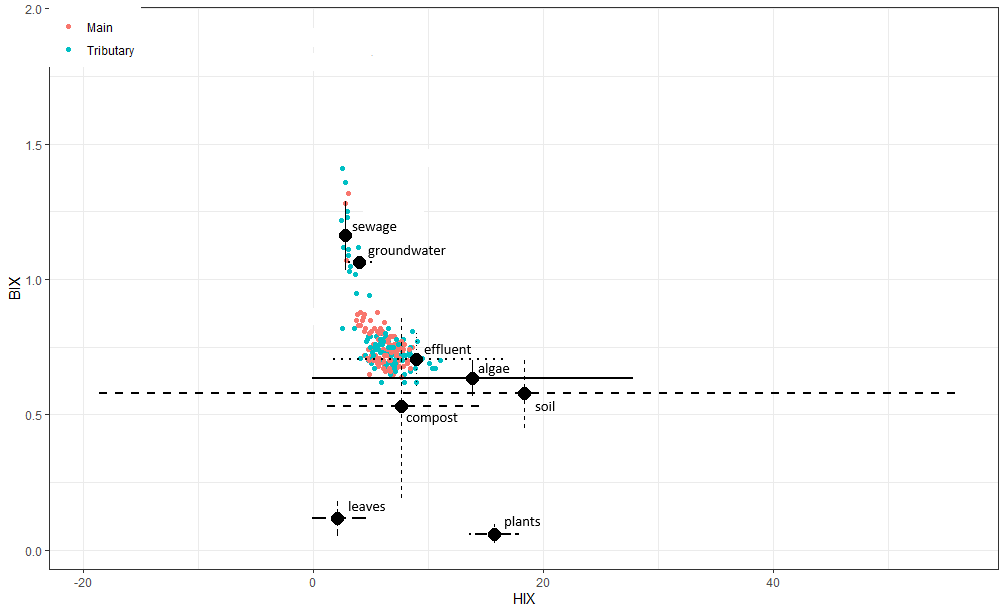 2.0
Main
Tributary
1.5
sewage
groundwater
1.0
BIX
effluent
algae
soil
0.5
compost
leaves
plants
0.0
-20
0
20
40
HIX